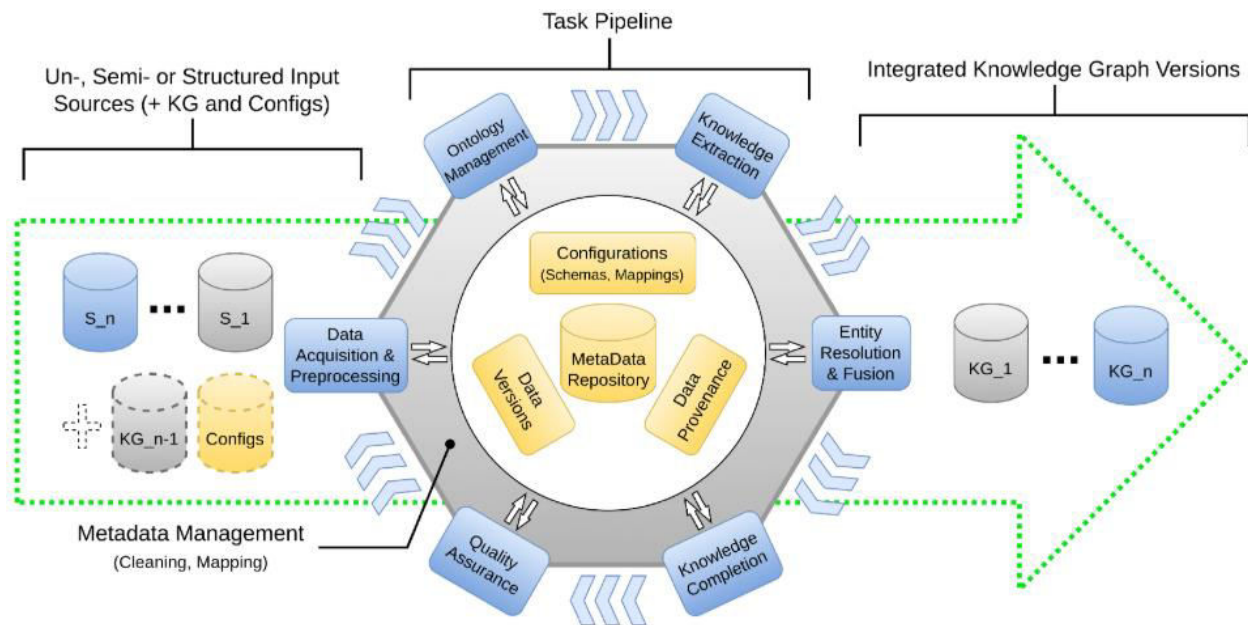 Task Pipeline
Un-, Semi- or Structured Input
Sources (+ KG and Configs)
Integrated Knowledge Graph Versions
Ontology
Management
Knowledge
Extraction
Configurations
(Schemas, Mappings)
S_n
S_1
Data
Acquisition &
Preprocessing
MetaData
Repository
Entity
Resolution
& Fusion
KG_1
KG_n
Data
Versions
Data
Provenance
KG_n-1
Configs
Metadata Management
(Cleaning, Mapping)
Quality
Assurance
Knowledge
Completion